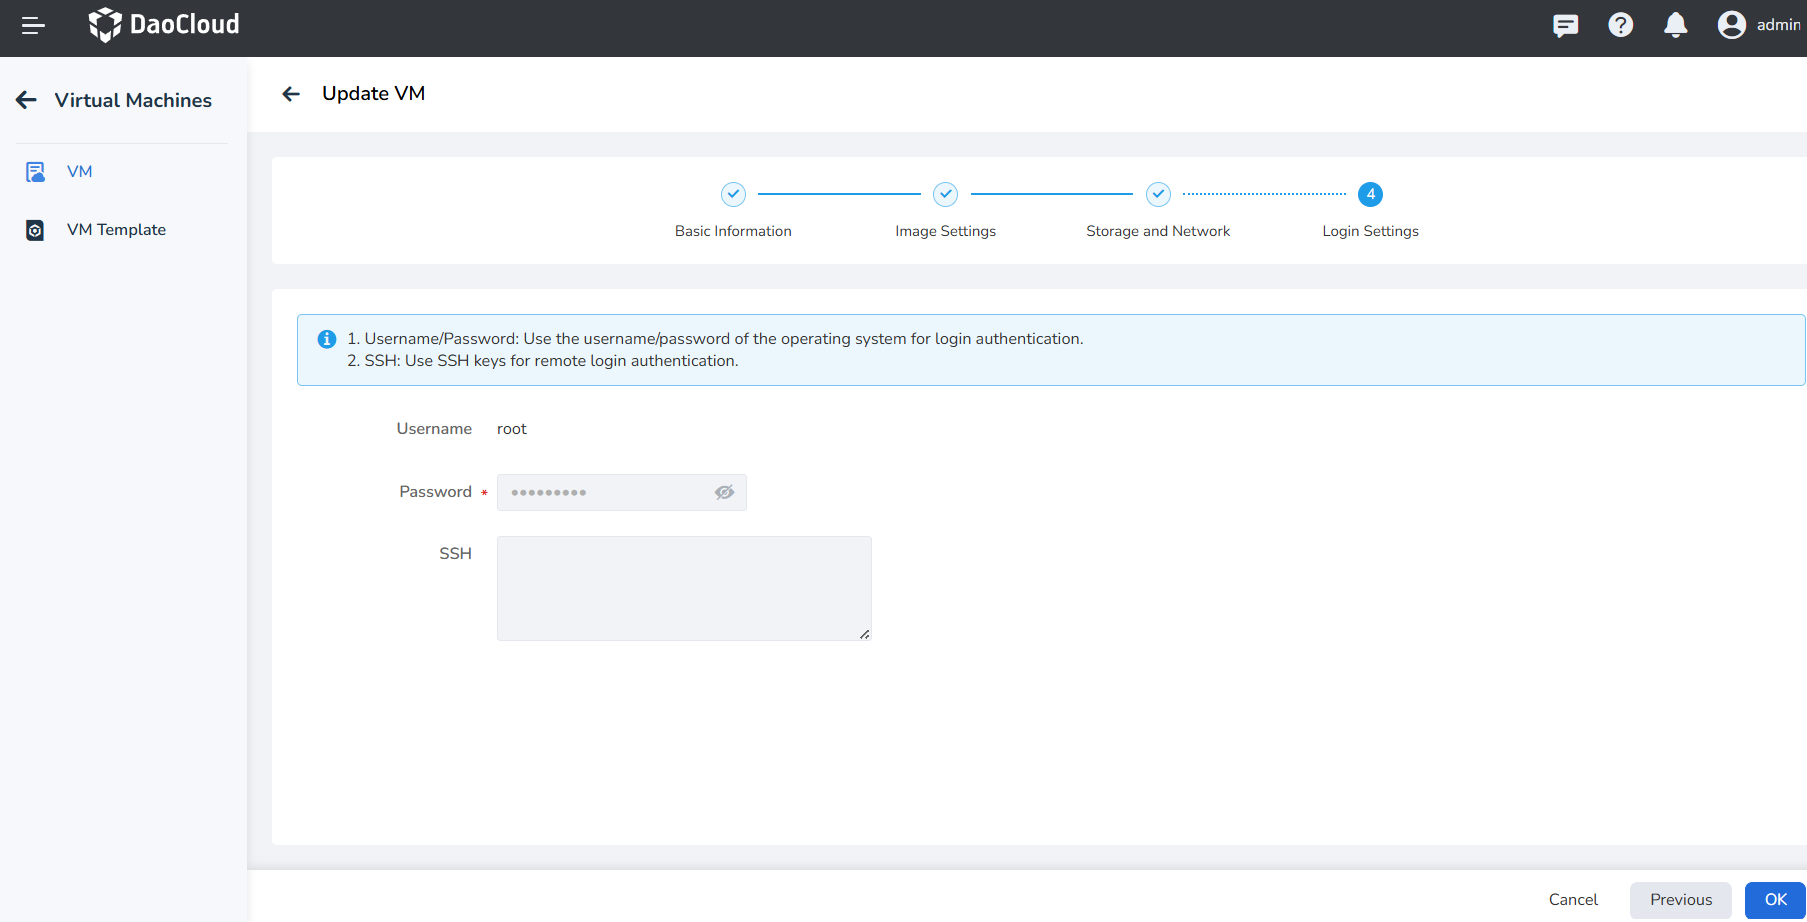 DaoCloud
admin
Virtual Machines
VM
VM Template
Update VM
4
Basic Information
Image Settings
Storage and Network
Login Settings
1. Username/Password: Use the username/password of the operating system for login authentication.
2. SSH: Use SSH keys for remote login authentication.
Username root
Password * •••••••••
SSH
Cancel
Previous
OK